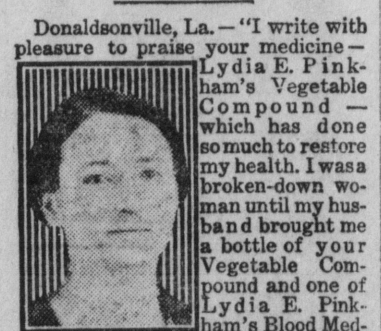 Donaldsonville, La. — "I write with
pleasure to praise your medicine —
Lydia E. Pink-
ham's Vegetable
Compound —
which has done
so much to restore
my health. I was a
broken-down wo-
man until my hus-
band brought me
a bottle of your
Vegetable Com-
pound and one of
Lydia E. Pink-
ham's Blood Med-